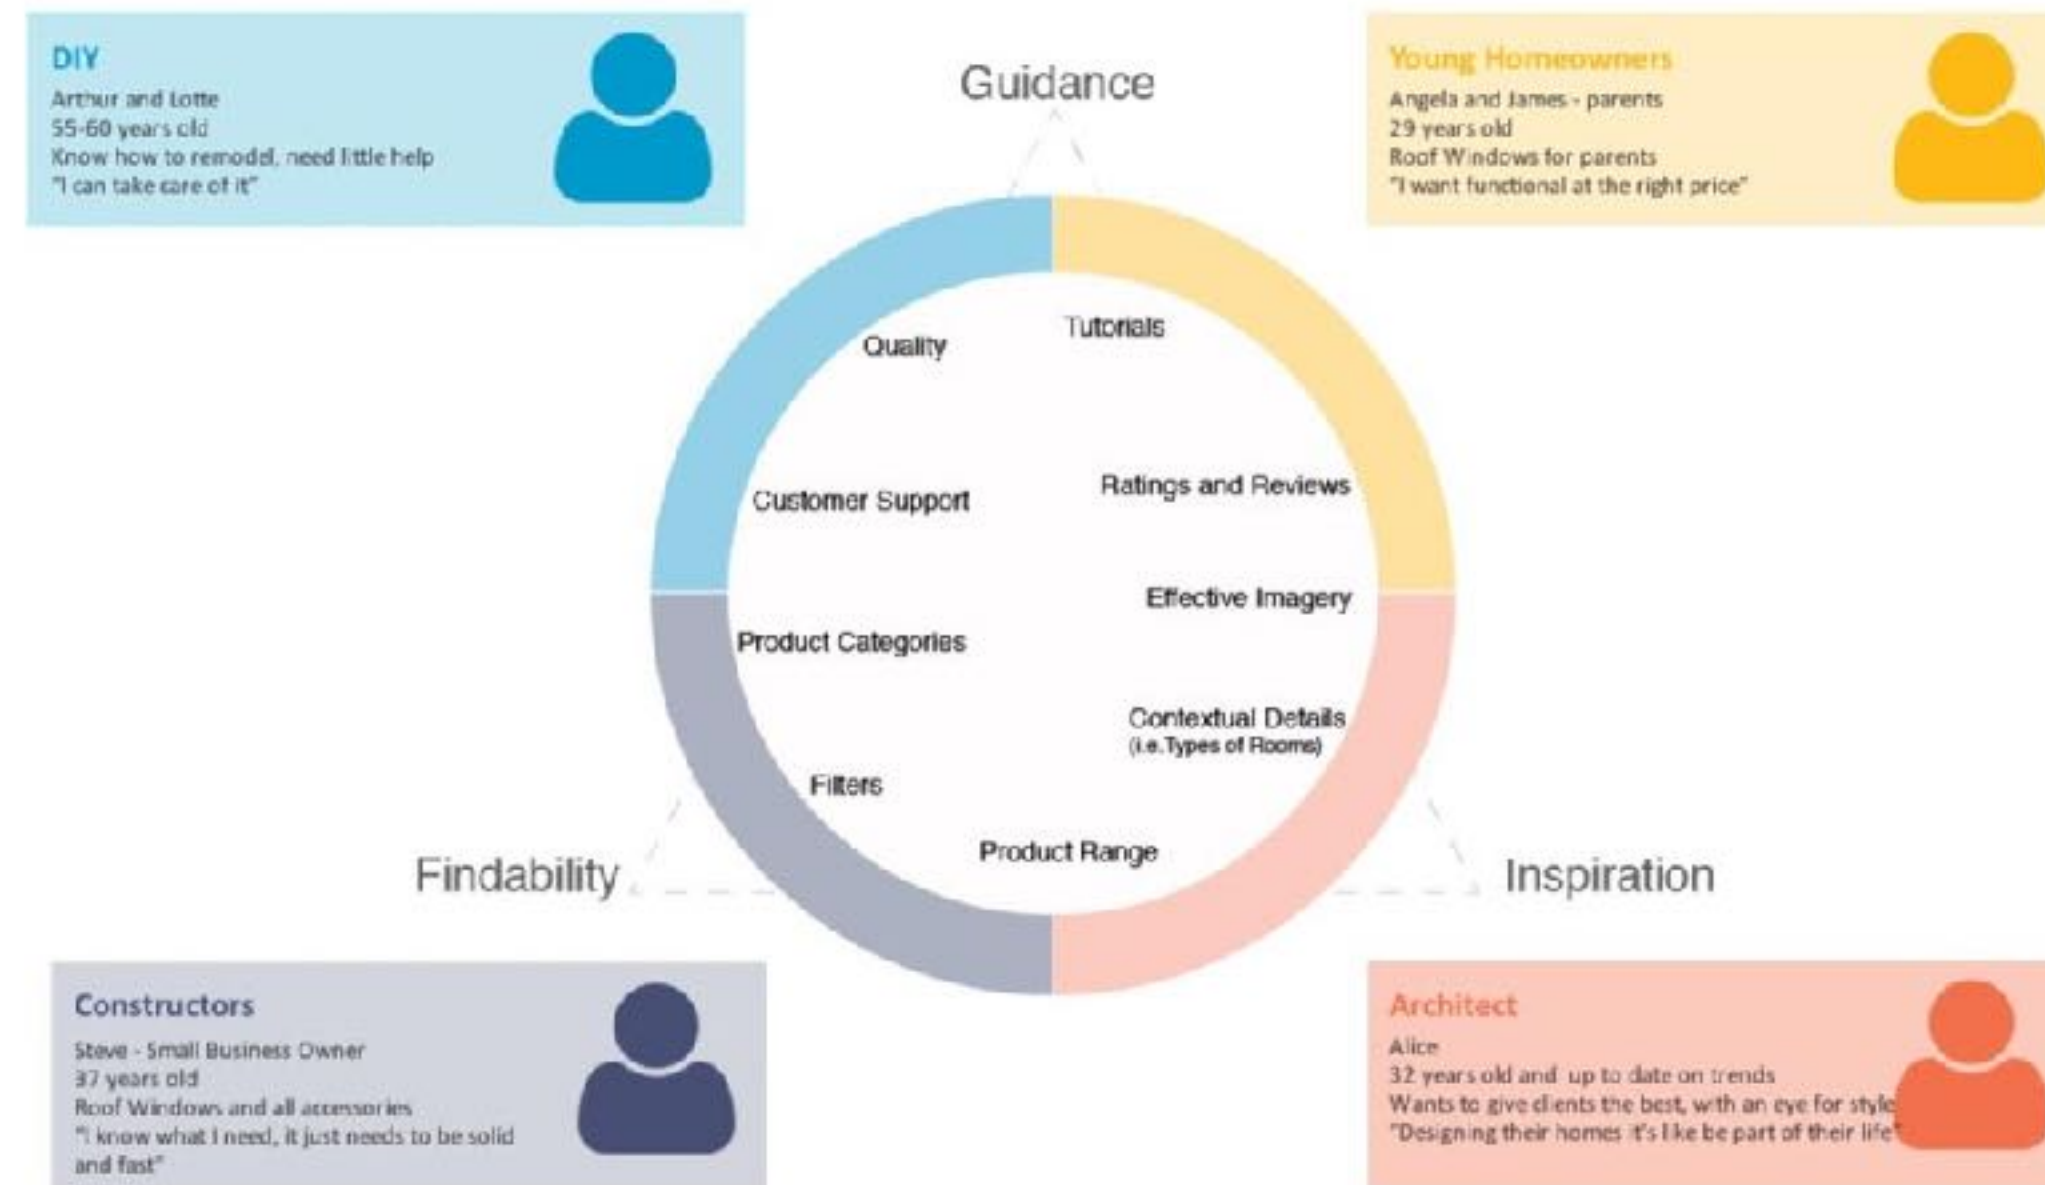 DIY
Arthur and Lotte
55-60 years old
Know how to remodel, need little help
"I can take care of it"
Guidance
Young Homeowners
Angela and James - parents
29 years old
Roof Windows for parents
"I want functional at the right price"
Quality
Tutorials
Customer Support
Ratings and Reviews
Effective Imagery
Product Categories
Contextual Details
(i.e.Types of Rooms)
Filters
Product Range
Findability
Inspiration
Constructors
Steve - Small Business Owner
37 years old
Roof Windows and all accessories
"I know what I need, it just needs to be solid
and fast"
Architect
Alice
32 years old and up to date on trends
Wants to give clients the best, with an eye for style
"Designing their homes it's like be part of their life"